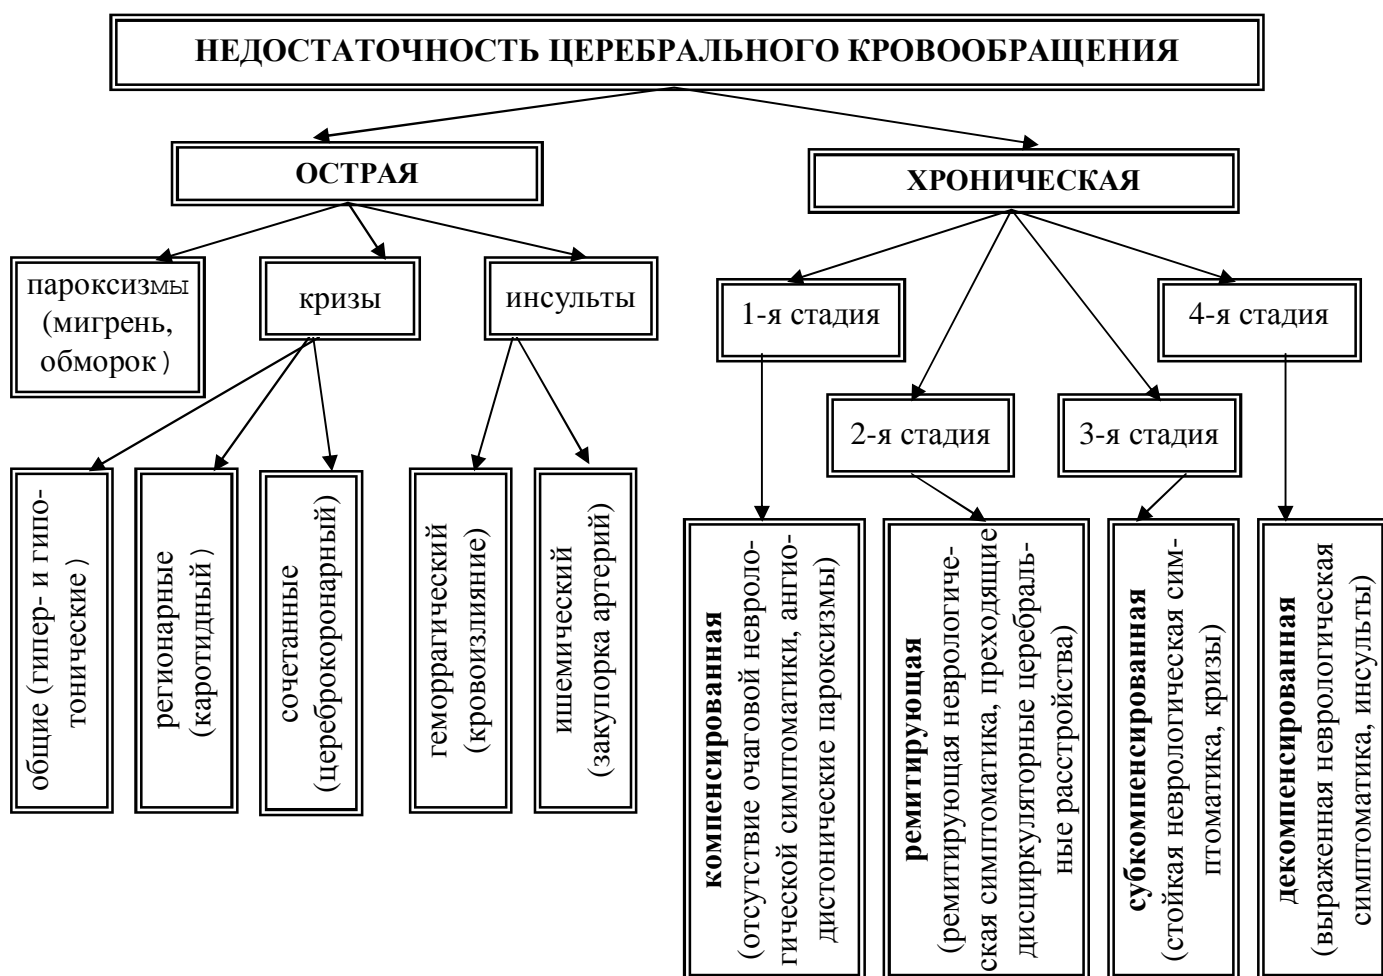 НЕДОСТАТОЧНОСТЬ ЦЕРЕБРАЛЬНОГО КРОВООБРАЩЕНИЯ
ОСТРАЯ
ХРОНИЧЕСКАЯ
пароксизмы
(мигрень,
обморок)
кризы
инсульты
1-я стадия
4-я стадия
2-я стадия
3-я стадия
общие (гипер- и гипо-
тонические)
регионарные
(каротидный)
сочетанные
(цереброкоронарный)
геморрагический
(кровоизлияние)
ишемический
(закупорка артерий)
компенсированная
(отсутствие очаговой невроло-
гической симптоматики, ангио-
дистонические пароксизмы)
ремитирующая
(ремитирующая неврологиче-
ская симптоматика, преходящие
дисциркуляторные церебраль-
ные расстройства)
субкомпенсированная
(стойкая неврологическая сим-
птоматика, кризы)
декомпенсированная
(выраженная неврологическая
симптоматика, инсульты)